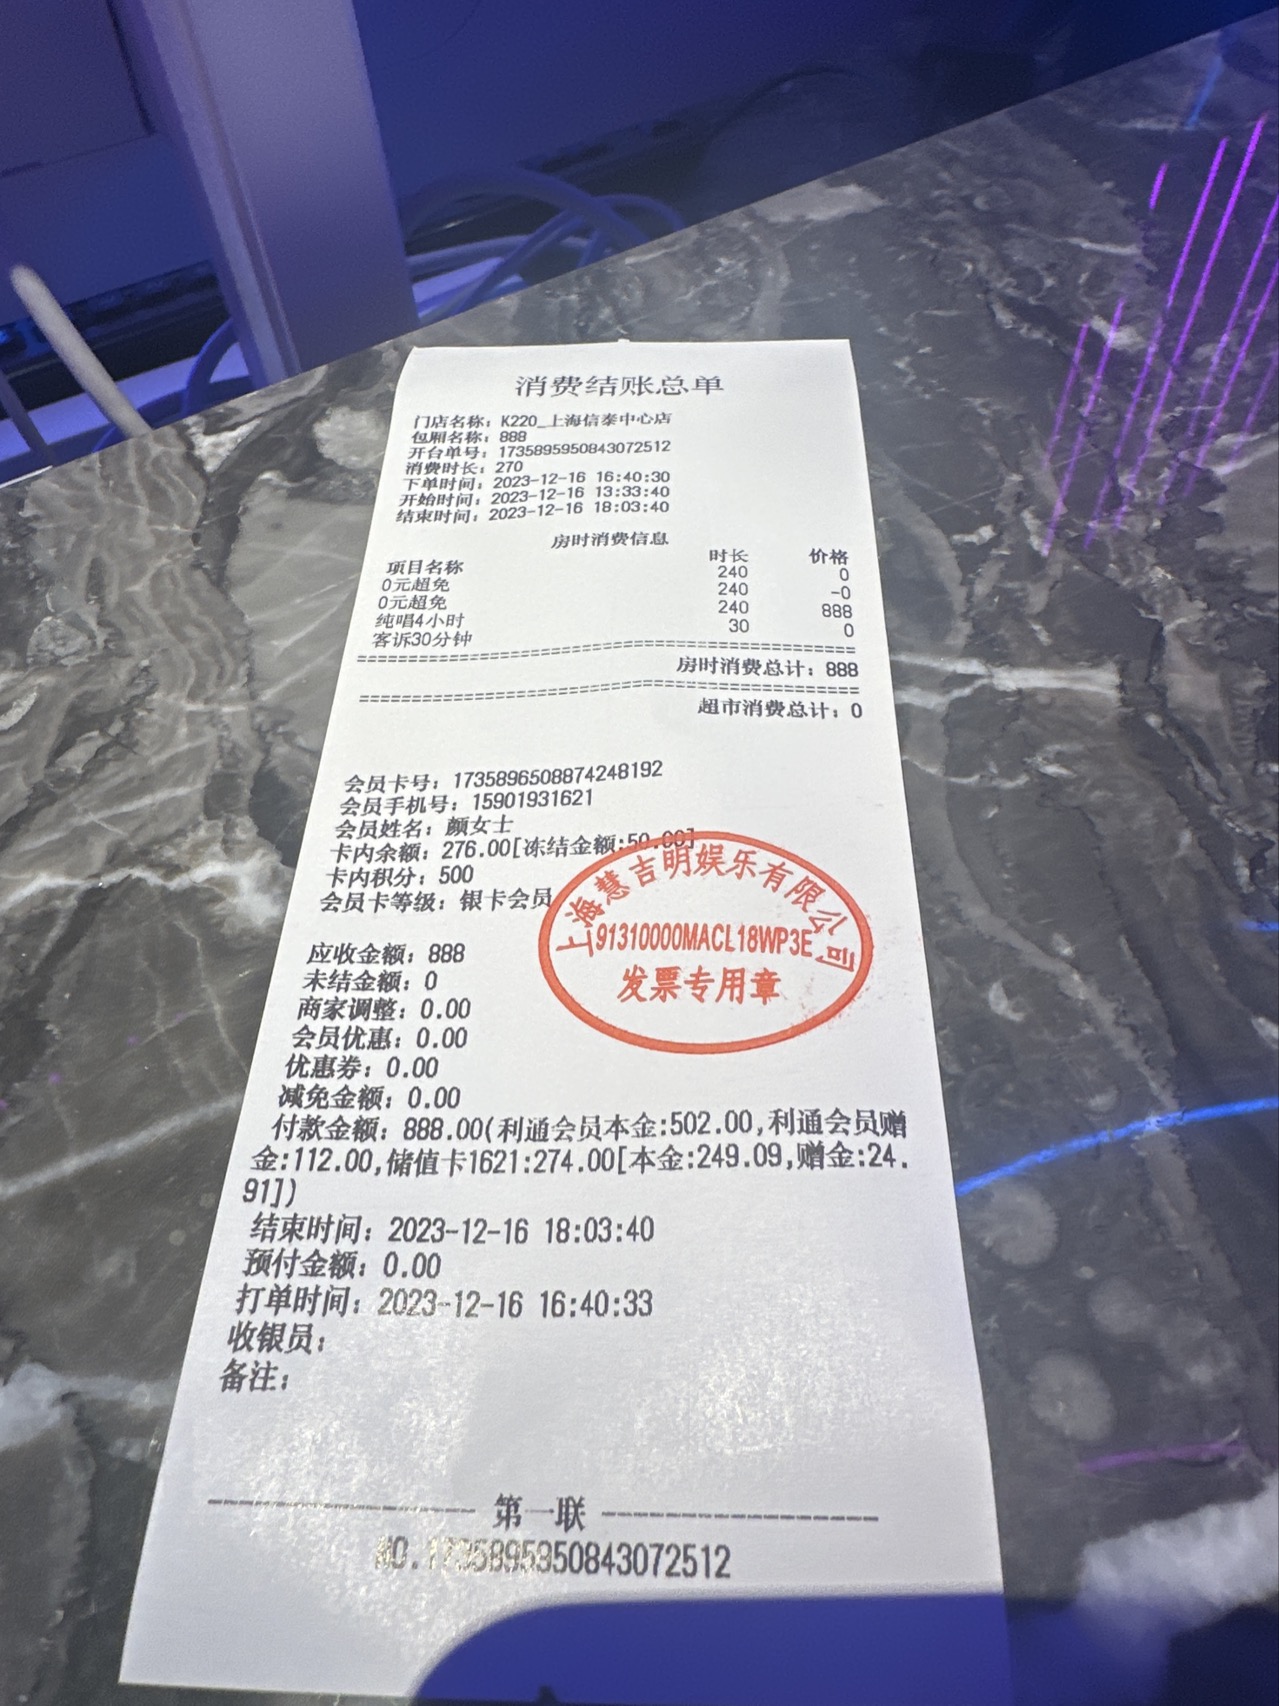 消费结账总单
门店名称：K220_上海信泰中心店
包厢名称：888
开台单号：1735895950843072512
消费时长：270
下单时间：2023-12-16 16:40:30
开始时间：2023-12-16 13:33:40
结束时间：2023-12-16 18:03:40
房时消费信息
项目名称 时长 价格
0元超免 240 0
0元超免 240 -0
纯唱4小时 240 888
客诉30分钟 30 0
房时消费总计：888
超市消费总计：0
会员卡号：1735896508874248192
会员手机号：15901931621
会员姓名：颜女士
卡内余额：276.00[冻结金额:50.00]
卡内积分：500
会员卡等级：银卡会员
上海慧吉明娱乐有限公司
91310000MACL18WP3E
发票专用章
应收金额：888
未结金额：0
商家调整：0.00
会员优惠：0.00
优惠券：0.00
减免金额：0.00
付款金额：888.00(利通会员本金:502.00,利通会员赠
金:112.00,储值卡1621:274.00[本金:249.09,赠金:24.
91])
结束时间：2023-12-16 18:03:40
预付金额：0.00
打单时间：2023-12-16 16:40:33
收银员：
备注：
第一联
NO.1735895950843072512